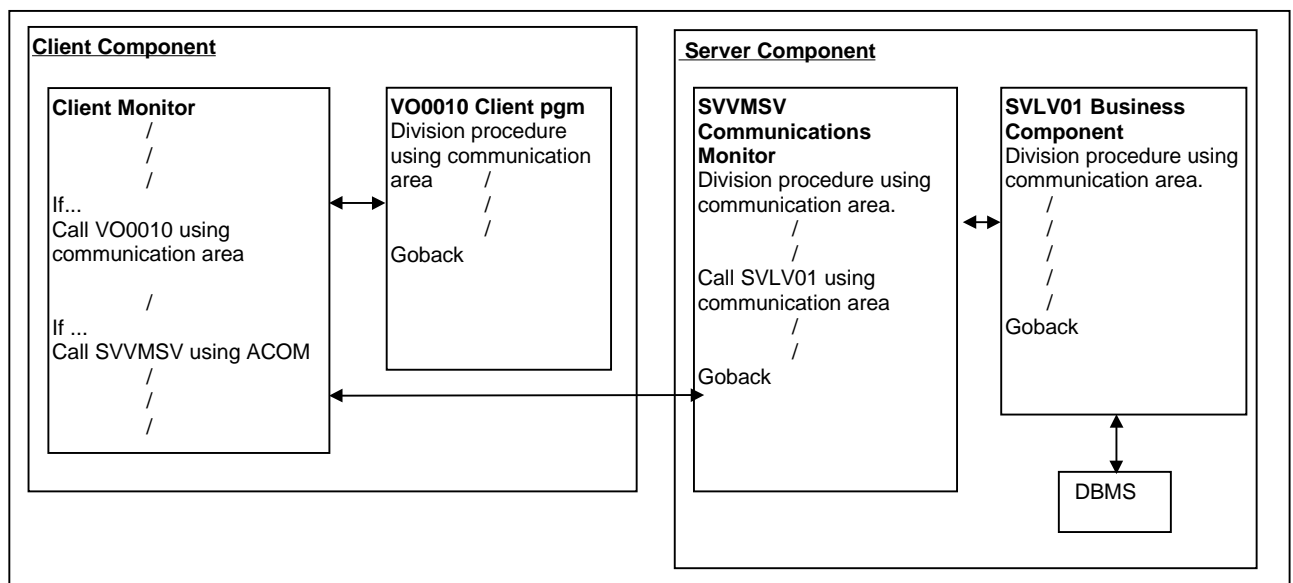 Client Component
Client Monitor
/
/
/
/
If...
Call VO0010 using
communication area
/
If ...
Call SVVMSV using ACOM
/
/
/
VO0010 Client pgm
Division procedure
using communication
area /
/
/
Goback
Server Component
SVVMSV
Communications
Monitor
Division procedure using
communication area.
/
/
Call SVLV01 using
communication area
/
/
Goback
SVLV01 Business
Component
Division procedure using
communication area.
/
/
/
/
/
Goback
DBMS